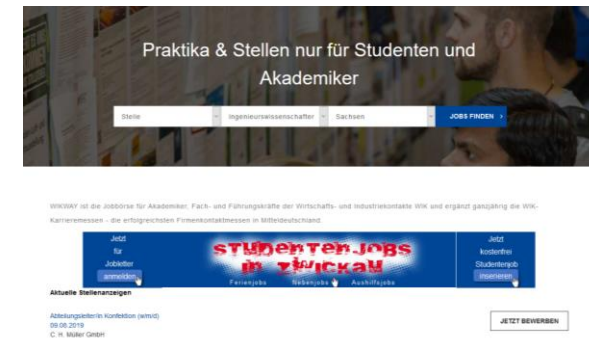 Praktika & Stellen nur für Studenten und
Akademiker
Stelle Ingenieurswissenschafter Sachsen JOBS FINDEN >
WIKWAY ist die Jobbörse für Akademiker, Fach- und Führungskräfte der Wirtschafts- und Industriekontakte WIK und ergänzt ganzjährig die WIK-
Karrieremessen - die erfolgreichsten Firmenkontaktmessen in Mitteldeutschland.
Jetzt
für
Jobletter
anmelden
STUDENTENJOBS
in ZWICKAU
Ferienjobs Nebenjobs Aushilfsjobs
Jetzt
kostenfrei
Studentenjob
inserieren
Aktuelle Stellenanzeigen
Abteilungsleiter/in Konfektion (w/m/d)
09.08.2019
C. H. Müller GmbH
JETZT BEWERBEN